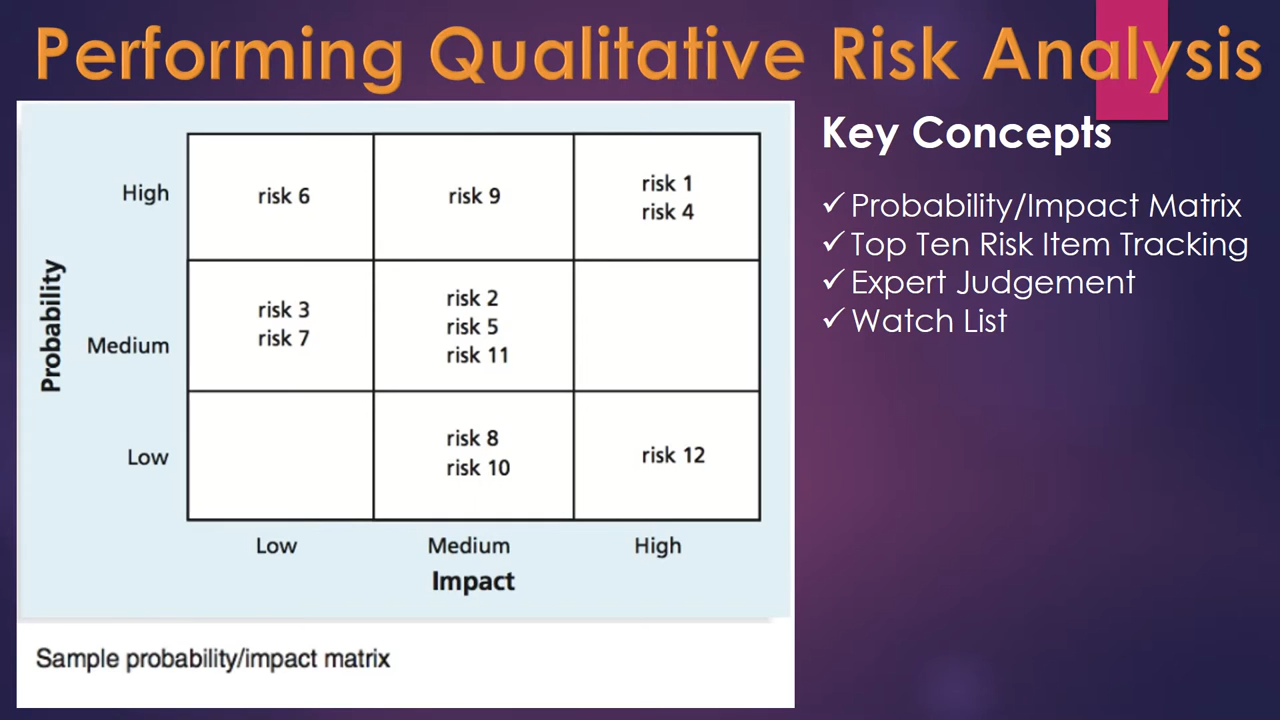 Performing Qualitative Risk Analysis
High
risk 6
risk 9
risk 1
risk 4
Probability
Medium
risk 3
risk 7
risk 2
risk 5
risk 11
Low
risk 8
risk 10
risk 12
Low
Medium
High
Impact
Sample probability/impact matrix
Key Concepts
✓ Probability/Impact Matrix
✓ Top Ten Risk Item Tracking
✓ Expert Judgement
✓ Watch List